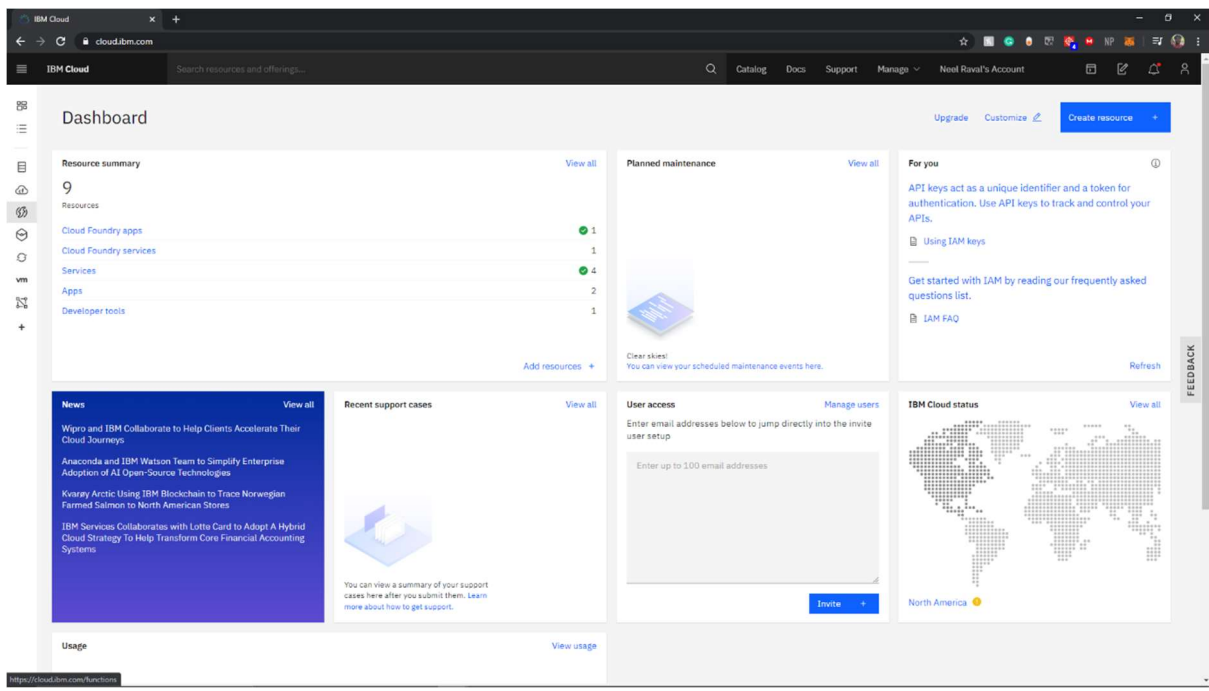 IBM Cloud
cloud.ibm.com
NP
IBM Cloud
Search resources and offerings...
Catalog
Docs
Support
Manage
Neel Raval's Account
vm
Dashboard
Upgrade
Customize
Create resource +
Resource summary
View all
9
Resources
Cloud Foundry apps
1
Cloud Foundry services
1
Services
4
Apps
2
Developer tools
1
Add resources +
Planned maintenance
View all
Clear skies!
You can view your scheduled maintenance events here.
For you
API keys act as a unique identifier and a token for
authentication. Use API keys to track and control your
APIs.
Using IAM keys
Get started with IAM by reading our frequently asked
questions list.
IAM FAQ
Refresh
FEEDBACK
News
View all
Wipro and IBM Collaborate to Help Clients Accelerate Their
Cloud Journeys
Anaconda and IBM Watson Team to Simplify Enterprise
Adoption of AI Open-Source Technologies
Kvarøy Arctic Using IBM Blockchain to Trace Norwegian
Farmed Salmon to North American Stores
IBM Services Collaborates with Lotte Card to Adopt A Hybrid
Cloud Strategy To Help Transform Core Financial Accounting
Systems
Recent support cases
View all
You can view a summary of your support
cases here after you submit them. Learn
more about how to get support.
User access
Manage users
Enter email addresses below to jump directly into the invite
user setup
Enter up to 100 email addresses
Invite +
IBM Cloud status
View all
North America
Usage
View usage
https://cloud.ibm.com/functions